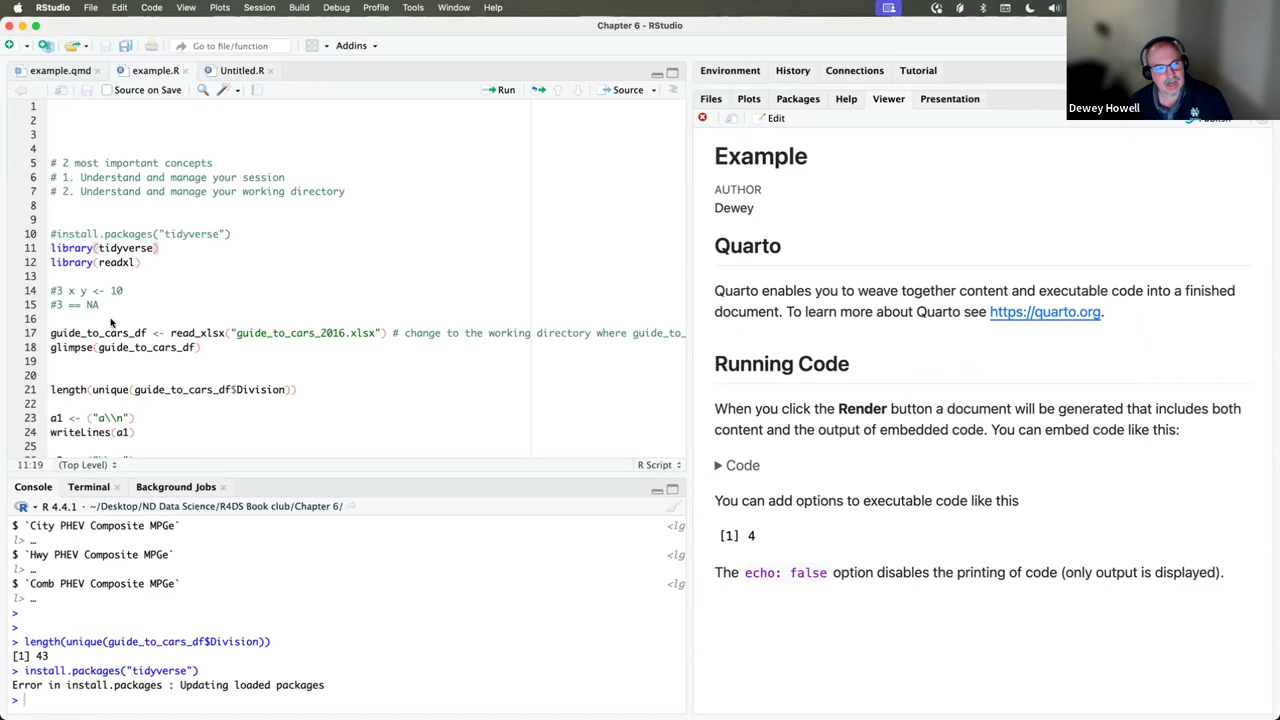 RStudio File Edit Code View Plots Session Build Debug Profile Tools Window Help
Chapter 6 - RStudio
Go to file/function Addins
example.qmd example.R Untitled.R
Source on Save Run Source
1
2
3
4
5 # 2 most important concepts
6 # 1. Understand and manage your session
7 # 2. Understand and manage your working directory
8
9
10 #install.packages("tidyverse")
11 library(tidyverse)
12 library(readxl)
13
14 #3 x y <- 10
15 #3 == NA
16
17 guide_to_cars_df <- read_xlsx("guide_to_cars_2016.xlsx") # change to the working directory where guide_to_
18 glimpse(guide_to_cars_df)
19
20
21 length(unique(guide_to_cars_df$Division))
22
23 a1 <- ("a\\n")
24 writeLines(a1)
25
11:19 (Top Level) R Script
Console Terminal Background Jobs
R 4.4.1 · ~/Desktop/ND Data Science/R4DS Book club/Chapter 6/
$ `City PHEV Composite MPGe` <lg
l> …
$ `Hwy PHEV Composite MPGe` <lg
l> …
$ `Comb PHEV Composite MPGe` <lg
l> …
>
>
> length(unique(guide_to_cars_df$Division))
[1] 43
> install.packages("tidyverse")
Error in install.packages : Updating loaded packages
>
Environment History Connections Tutorial
Files Plots Packages Help Viewer Presentation
Edit
Example
AUTHOR
Dewey
Quarto
Quarto enables you to weave together content and executable code into a finished
document. To learn more about Quarto see https://quarto.org.
Running Code
When you click the Render button a document will be generated that includes both
content and the output of embedded code. You can embed code like this:
Code
You can add options to executable code like this
[1] 4
The echo: false option disables the printing of code (only output is displayed).
Dewey Howell